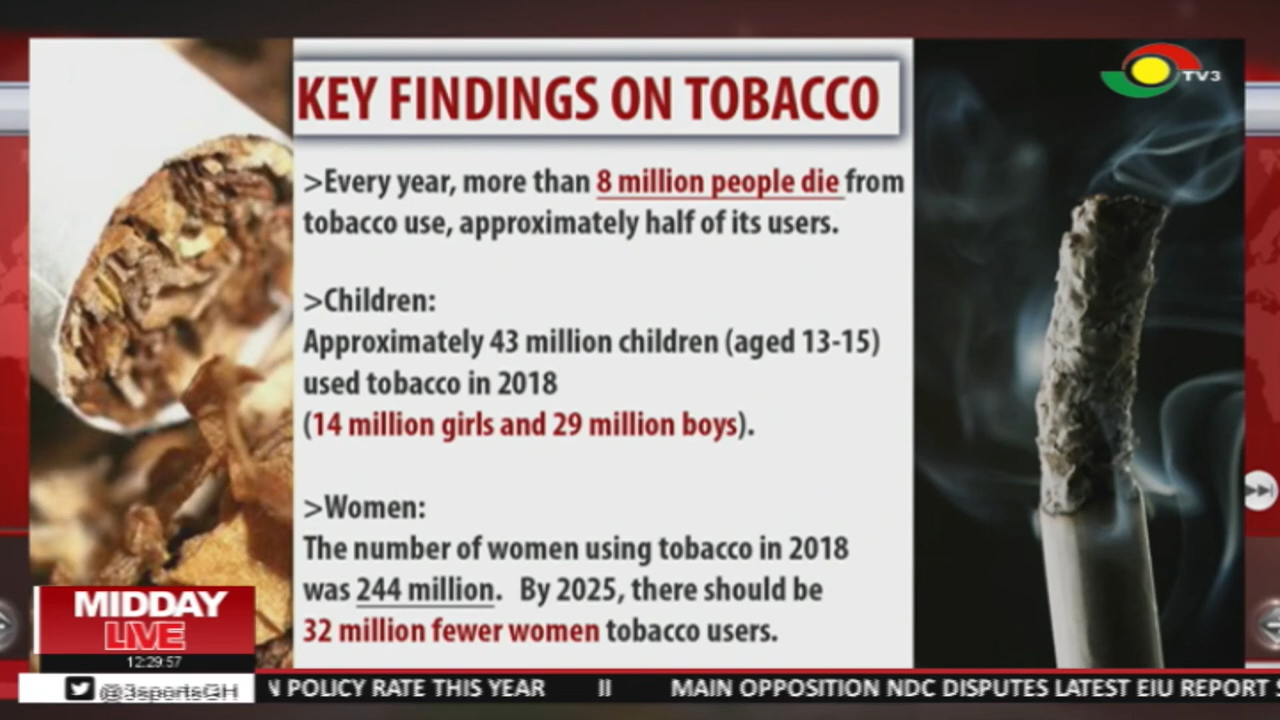 TV3
KEY FINDINGS ON TOBACCO
>Every year, more than 8 million people die from
tobacco use, approximately half of its users.
>Children:
Approximately 43 million children (aged 13-15)
used tobacco in 2018
(14 million girls and 29 million boys).
>Women:
The number of women using tobacco in 2018
was 244 million. By 2025, there should be
32 million fewer women tobacco users.
MIDDAY
LIVE
12:29:57
@3sportsGH
N POLICY RATE THIS YEAR II MAIN OPPOSITION NDC DISPUTES LATEST EIU REPORT S